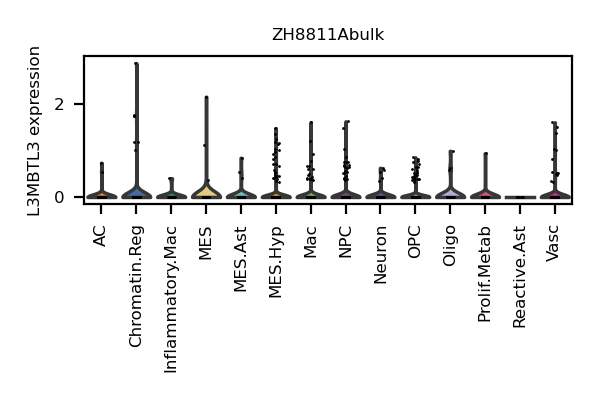 ZH8811Abulk
L3MBTL3 expression
2
0
AC
Chromatin.Reg
Inflammatory.Mac
MES
MES.Ast
MES.Hyp
Mac
NPC
Neuron
OPC
Oligo
Prolif.Metab
Reactive.Ast
Vasc